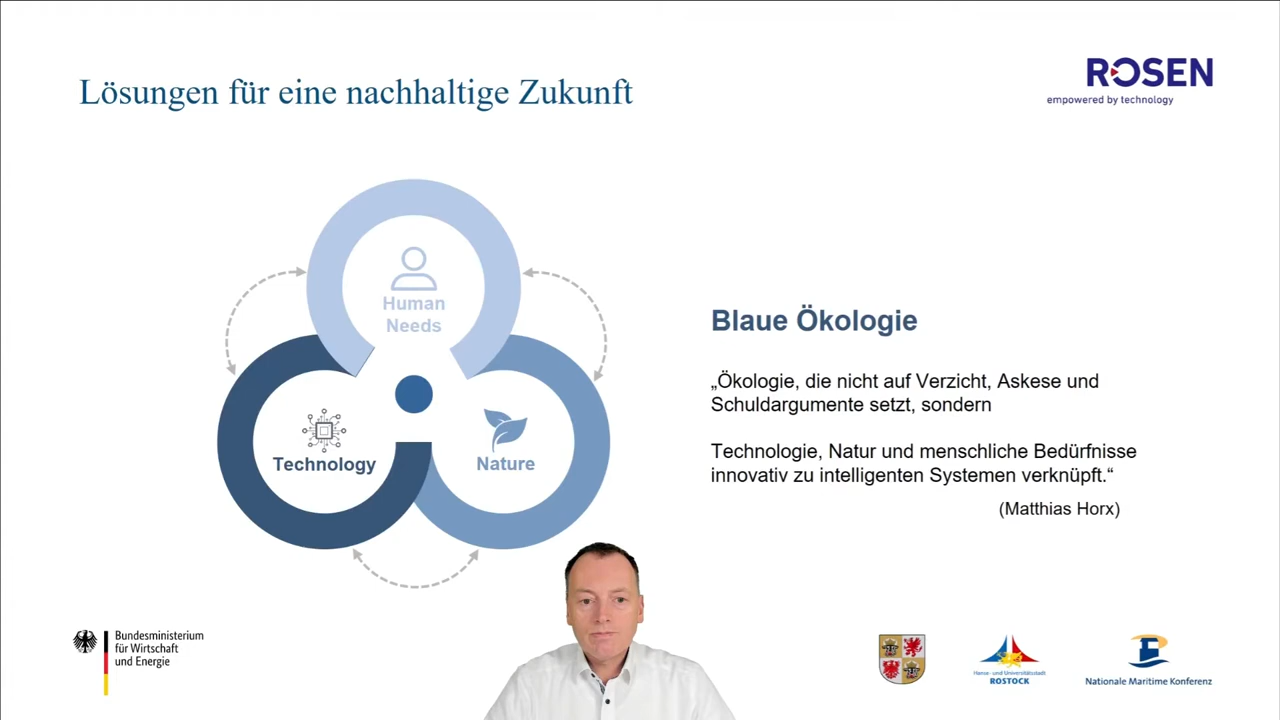 Lösungen für eine nachhaltige Zukunft
ROSEN
empowered by technology
Human
Needs
Technology
Nature
Blaue Ökologie
„Ökologie, die nicht auf Verzicht, Askese und
Schuldargumente setzt, sondern
Technologie, Natur und menschliche Bedürfnisse
innovativ zu intelligenten Systemen verknüpft.“
(Matthias Horx)
Bundesministerium
für Wirtschaft
und Energie
Hanse- und Universitätsstadt
ROSTOCK
Nationale Maritime Konferenz